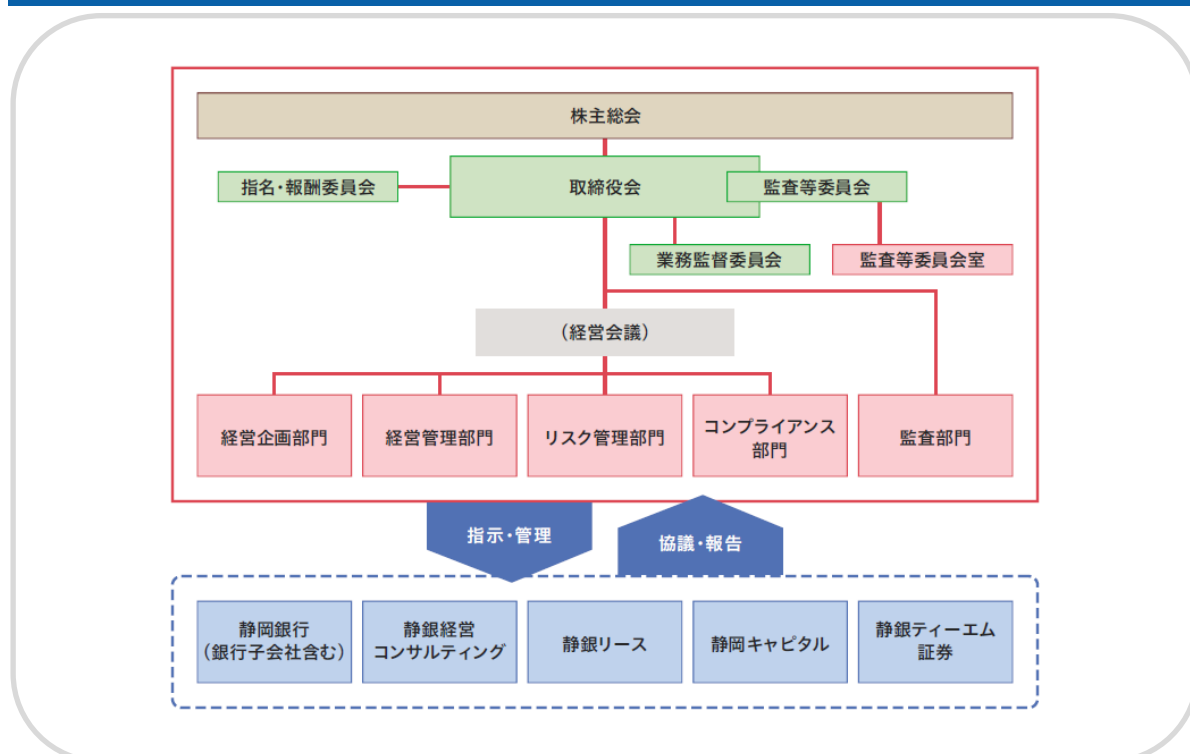 株主総会
指名・報酬委員会
取締役会
監査等委員会
業務監督委員会
監査等委員会室
(経営会議)
経営企画部門
経営管理部門
リスク管理部門
コンプライアンス
部門
監査部門
指示・管理
協議・報告
静岡銀行
(銀行子会社含む)
静銀経営
コンサルティング
静銀リース
静岡キャピタル
静銀ティーエム
証券